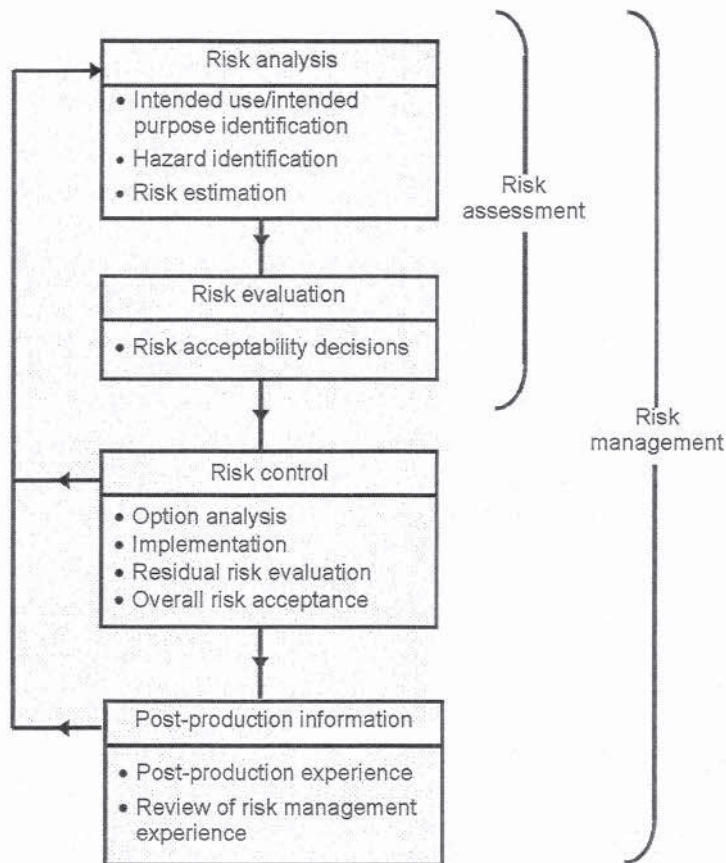 Risk analysis
• Intended use/intended
purpose identification
• Hazard identification
• Risk estimation
Risk
assessment
Risk evaluation
• Risk acceptability decisions
Risk
management
Risk control
• Option analysis
• Implementation
• Residual risk evaluation
• Overall risk acceptance
Post-production information
• Post-production experience
• Review of risk management
experience